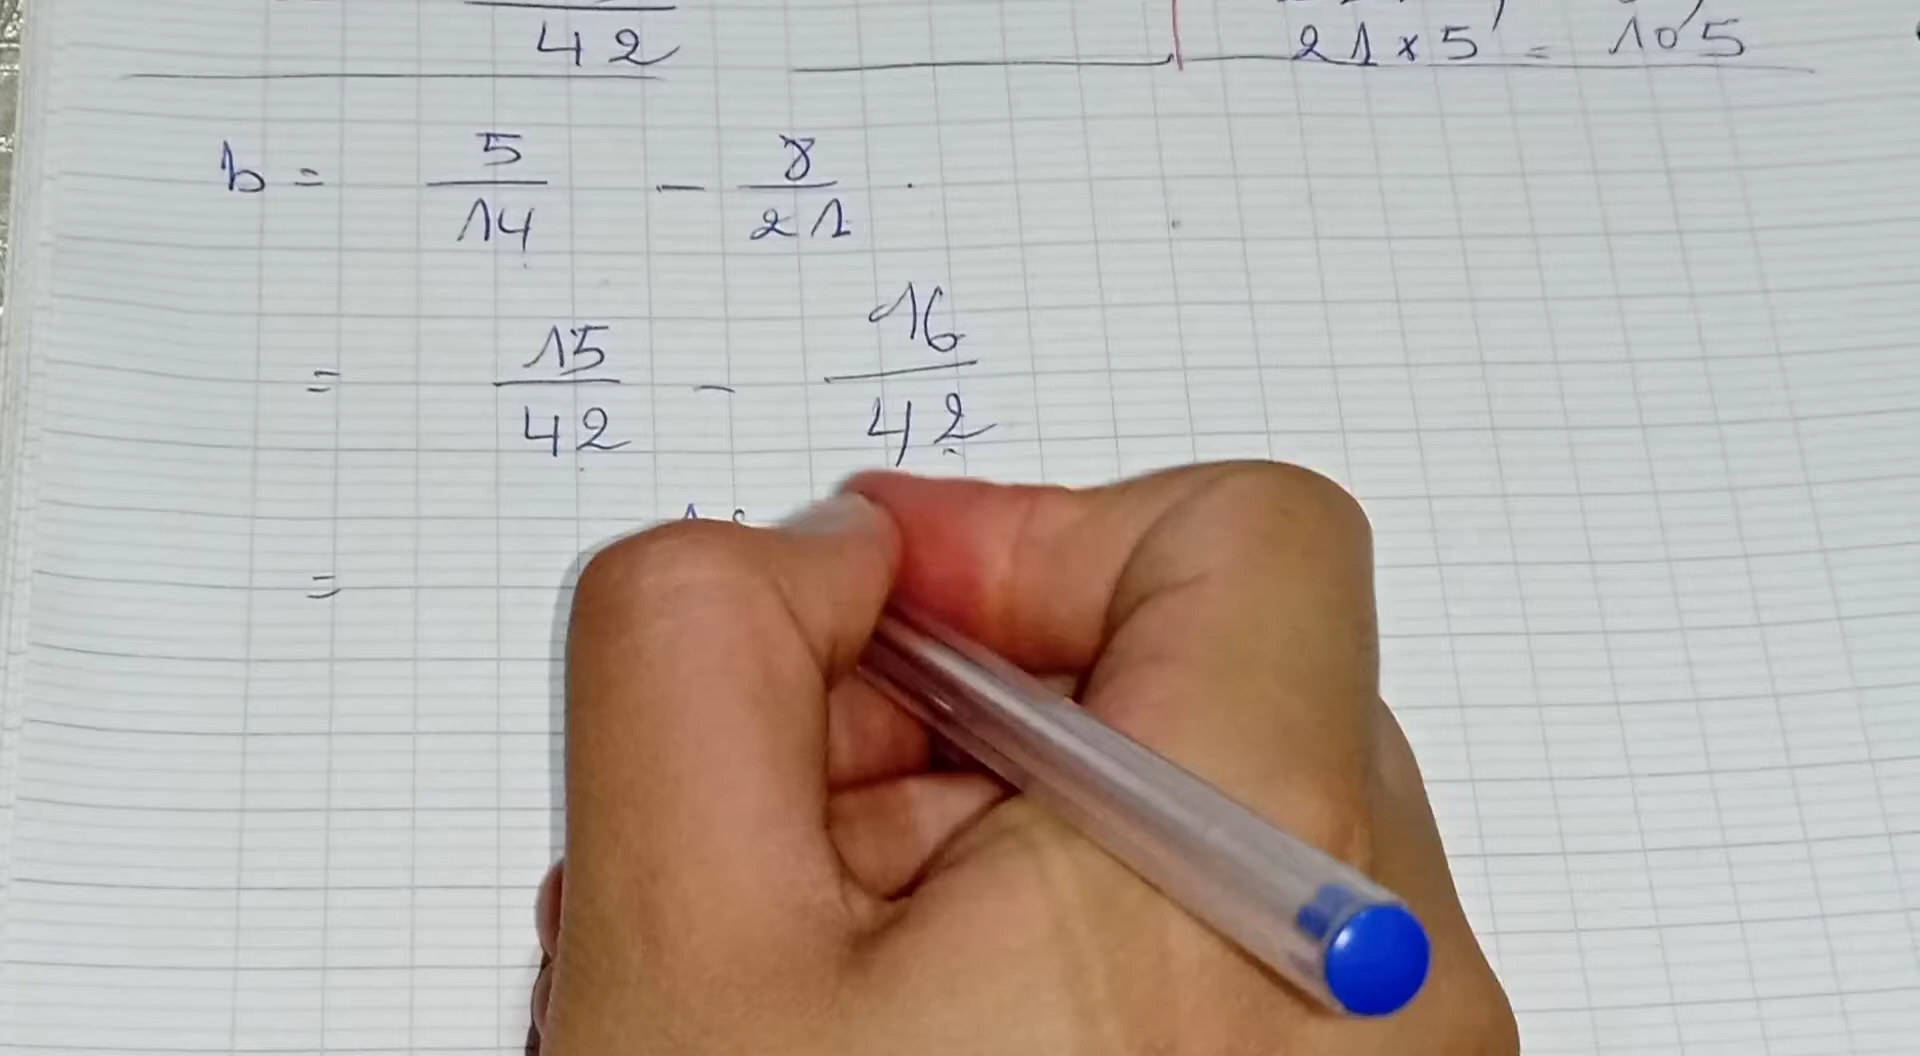 42
21 × 5 = 105
b = 5/14 - 8/21
= 15/42 - 16/42
=